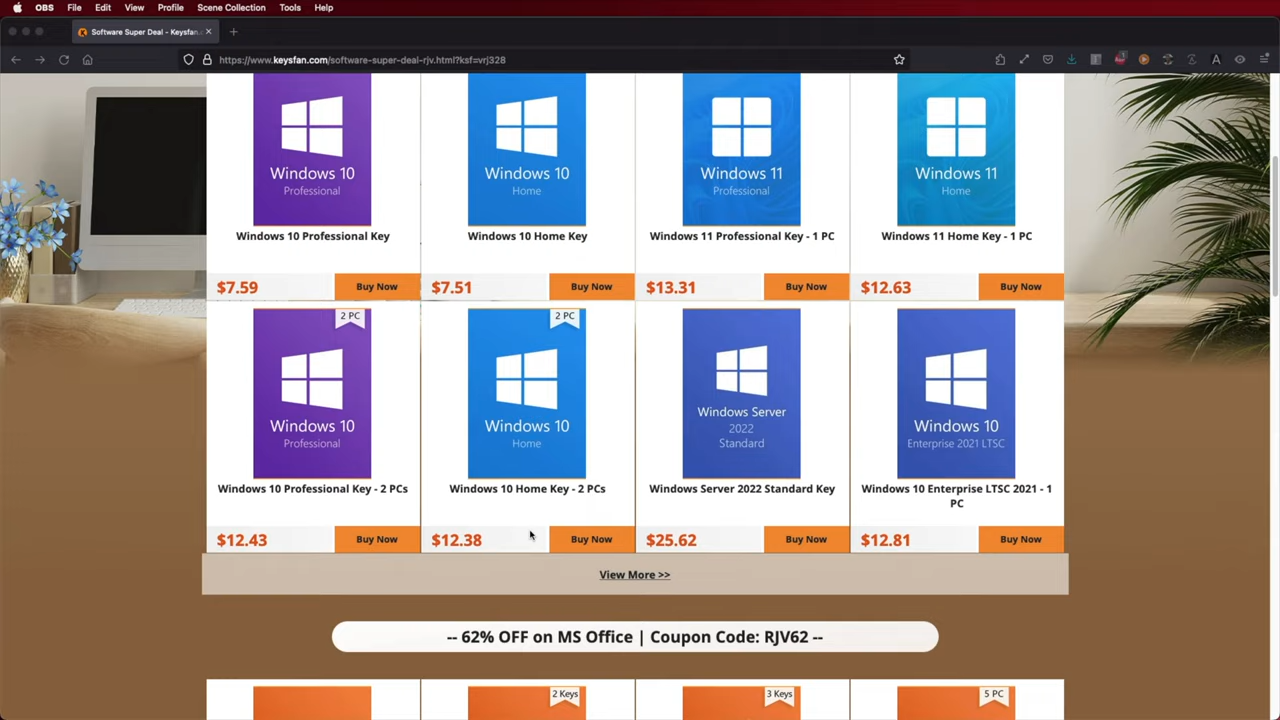 OBS File Edit View Profile Scene Collection Tools Help
Software Super Deal - Keysfan.
https://www.keysfan.com/software-super-deal-rjv.html?ksf=vrj328
Windows 10
Professional
Windows 10
Home
Windows 11
Professional
Windows 11
Home
Windows 10 Professional Key
Windows 10 Home Key
Windows 11 Professional Key - 1 PC
Windows 11 Home Key - 1 PC
$7.59 Buy Now
$7.51 Buy Now
$13.31 Buy Now
$12.63 Buy Now
2 PC
Windows 10
Professional
2 PC
Windows 10
Home
Windows Server
2022
Standard
Windows 10
Enterprise 2021 LTSC
Windows 10 Professional Key - 2 PCs
Windows 10 Home Key - 2 PCs
Windows Server 2022 Standard Key
Windows 10 Enterprise LTSC 2021 - 1
PC
$12.43 Buy Now
$12.38 Buy Now
$25.62 Buy Now
$12.81 Buy Now
View More >>
-- 62% OFF on MS Office | Coupon Code: RJV62 --
2 Keys
3 Keys
5 PC